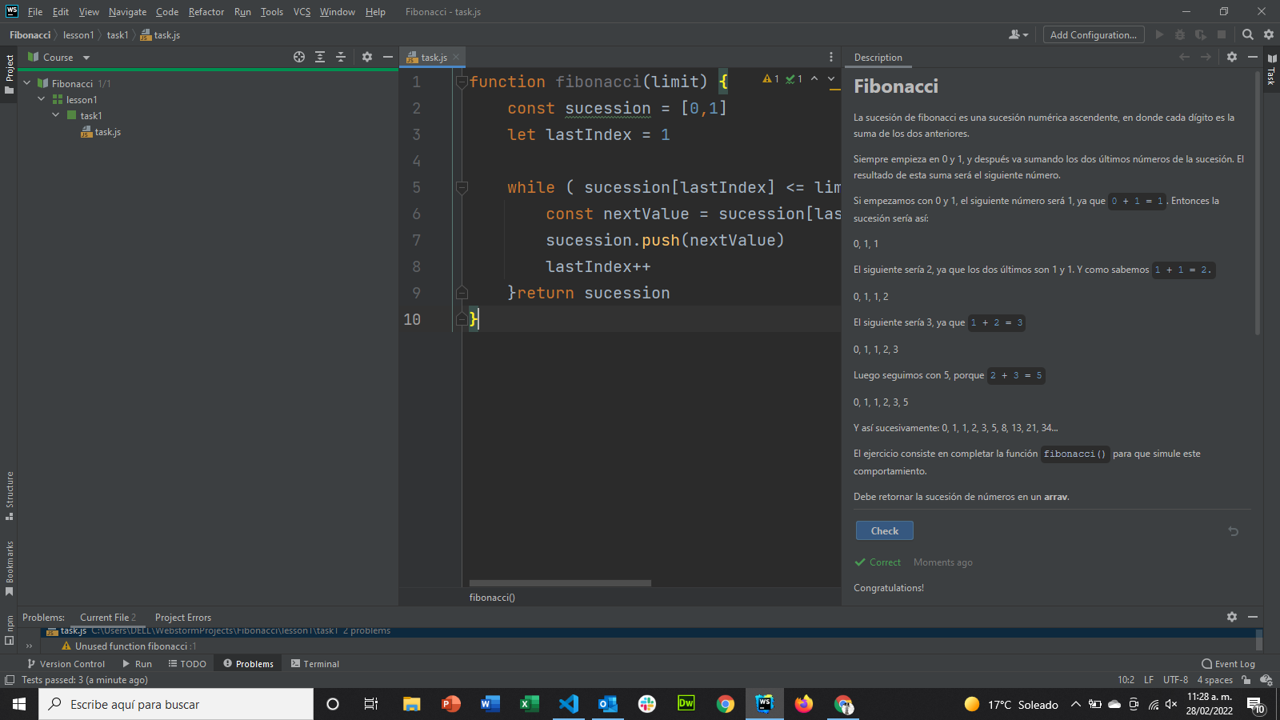 WS File Edit View Navigate Code Refactor Run Tools VCS Window Help Fibonacci - task.js
Fibonacci lesson1 task1 task.js Add Configuration...
Project
Course
Fibonacci 1/1
lesson1
task1
task.js
Structure
Bookmarks
npm
task.js
1 1
1 function fibonacci(limit) {
2 const sucession = [0,1]
3 let lastIndex = 1
4
5 while ( sucession[lastIndex] <= lim
6 const nextValue = sucession[las
7 sucession.push(nextValue)
8 lastIndex++
9 }return sucession
10 }
fibonacci()
Description
Task
Fibonacci
La sucesión de fibonacci es una sucesión numérica ascendente, en donde cada dígito es la
suma de los dos anteriores.
Siempre empieza en 0 y 1, y después va sumando los dos últimos números de la sucesión. El
resultado de esta suma será el siguiente número.
Si empezamos con 0 y 1, el siguiente número será 1, ya que 0 + 1 = 1. Entonces la
sucesión sería así:
0, 1, 1
El siguiente sería 2, ya que los dos últimos son 1 y 1. Y como sabemos 1 + 1 = 2.
0, 1, 1, 2
El siguiente sería 3, ya que 1 + 2 = 3
0, 1, 1, 2, 3
Luego seguimos con 5, porque 2 + 3 = 5
0, 1, 1, 2, 3, 5
Y así sucesivamente: 0, 1, 1, 2, 3, 5, 8, 13, 21, 34...
El ejercicio consiste en completar la función fibonacci() para que simule este
comportamiento.
Debe retornar la sucesión de números en un array.
Check
Correct Moments ago
Congratulations!
Problems: Current File 2 Project Errors
task.js C:\Users\DELL\WebstormProjects\Fibonacci\lesson1\task1 2 problems
Unused function fibonacci :1
Version Control Run TODO Problems Terminal Event Log
Tests passed: 3 (a minute ago) 10:2 LF UTF-8 4 spaces
Escribe aquí para buscar
Dw
WS
17°C Soleado
11:28 a. m.
28/02/2022
10